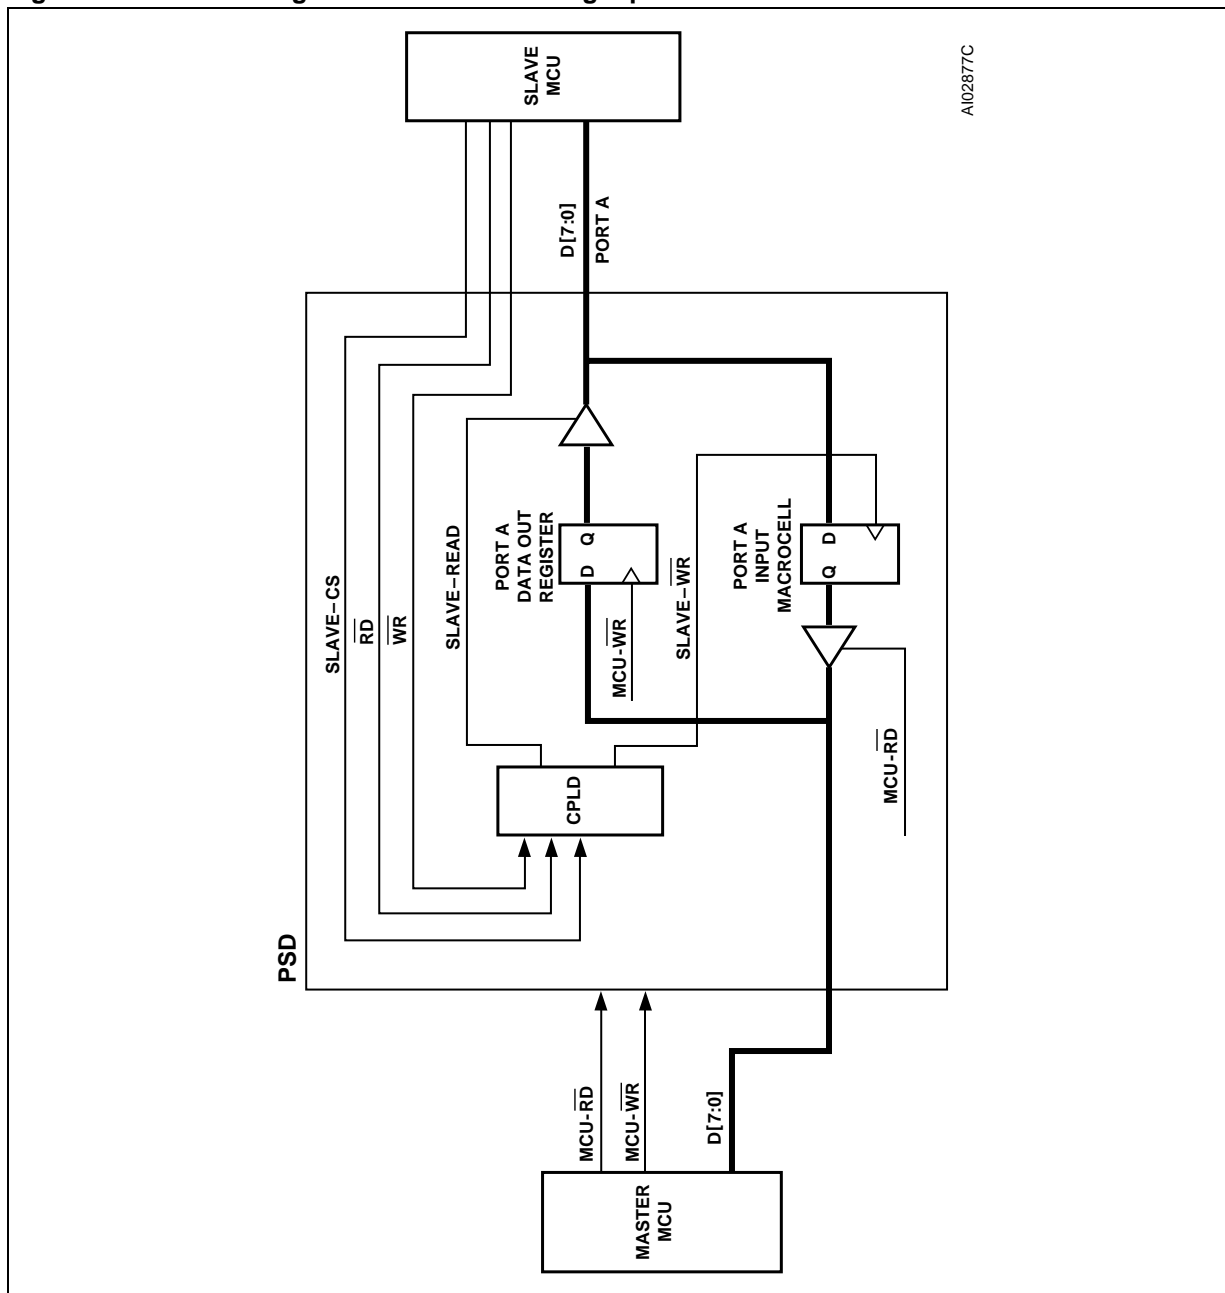 PSD
SLAVE–CS
RD
WR
SLAVE–READ
PORT A
DATA OUT
REGISTER
SLAVE
MCU
D[7:0]
PORT A
CPLD
D Q
MCU-RD
MCU-WR
MCU-WR
SLAVE–WR
MASTER
MCU
D[7:0]
PORT A
INPUT
MACROCELL
Q D
MCU-RD
AI02877C